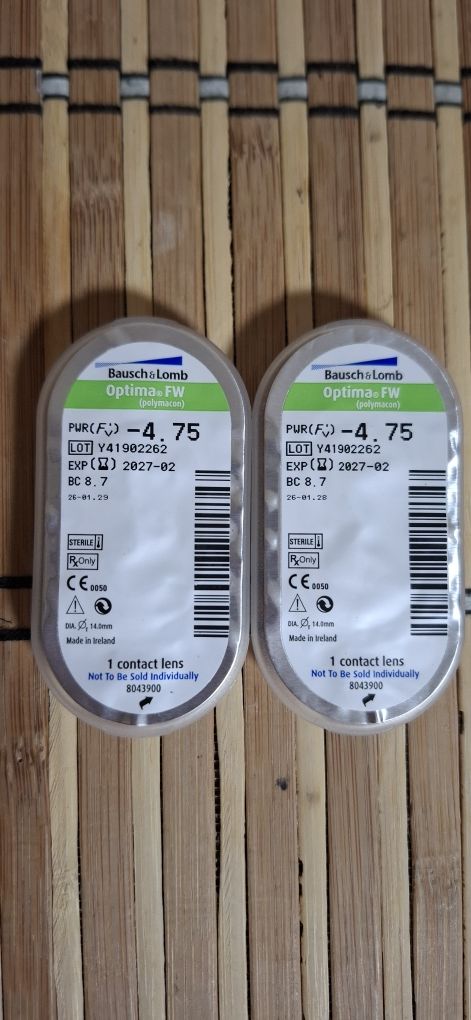 Bausch & Lomb
Optima® FW
(polymacon)
PWR(F'v) -4.75
LOT Y41902262
EXP 2027-02
BC 8.7
26-01.29
STERILE
Rx Only
CE 0050
DIA. Ø 14.0mm
Made in Ireland
1 contact lens
Not To Be Sold Individually
8043900
Bausch & Lomb
Optima® FW
(polymacon)
PWR(F'v) -4.75
LOT Y41902262
EXP 2027-02
BC 8.7
26-01.28
STERILE
Rx Only
CE 0050
DIA. Ø 14.0mm
Made in Ireland
1 contact lens
Not To Be Sold Individually
8043900